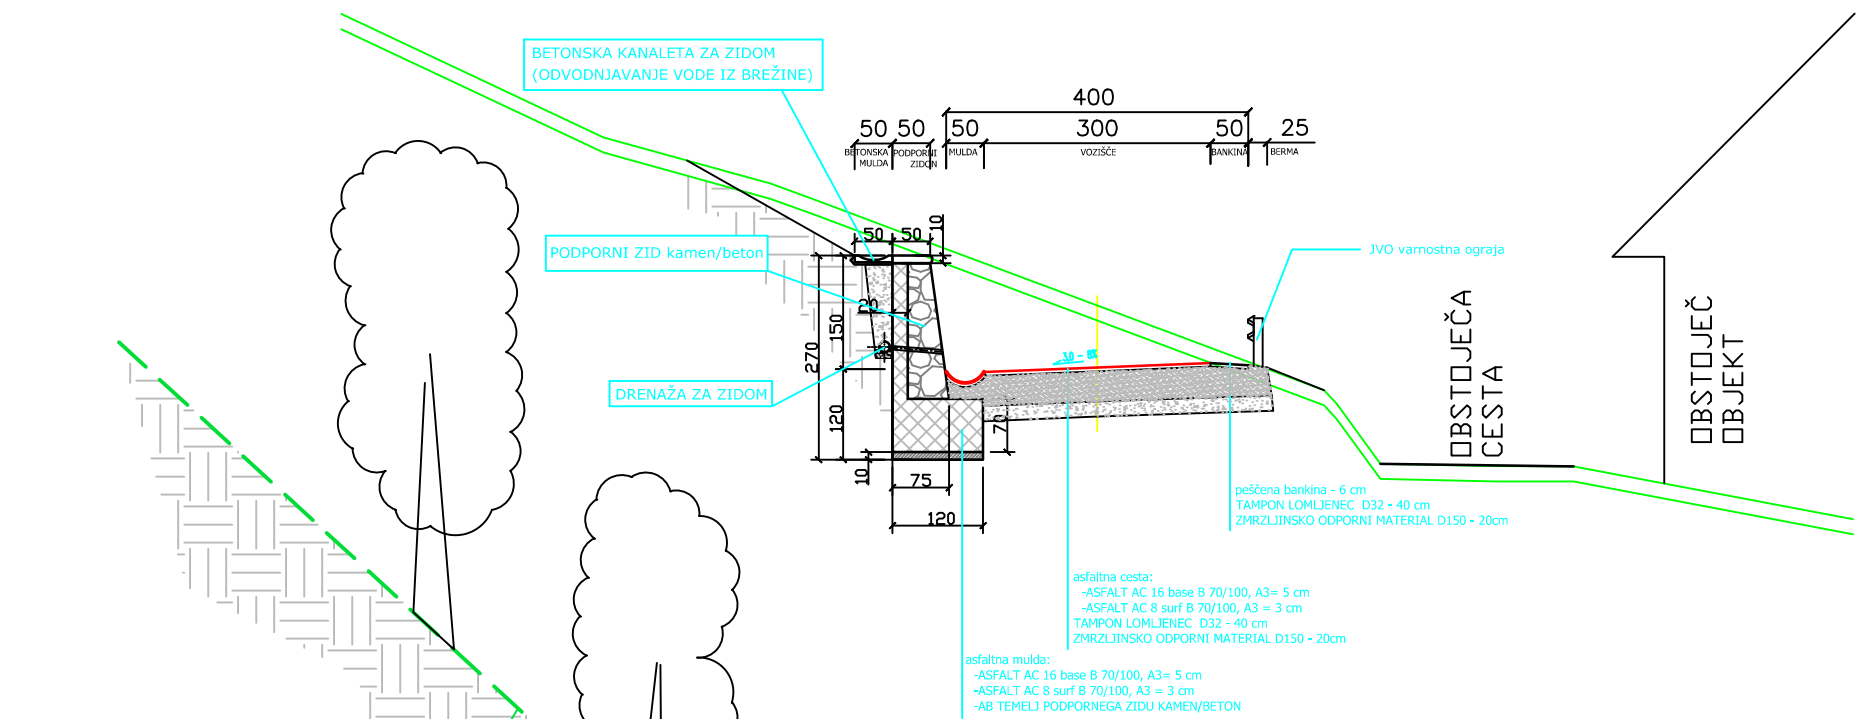 BETONSKA KANALETA ZA ZIDOM
(ODVODNJAVANJE VODE IZ BREŽINE)
400
50 50 50 300 50 25
BETONSKA MULDA
PODPORNI ZIDON
MULDA
VOZIŠČE
BANKINA
BERMA
50 50 10
PODPORNI ZID kamen/beton
JVO varnostna ograja
20
150
270
DRENAŽA ZA ZIDOM
120
70
10
75
120
OBSTOJEČA
CESTA
OBSTOJEČ
OBJEKT
peščena bankina - 6 cm
TAMPON LOMLJENEC D32 - 40 cm
ZMRZLJINSKO ODPORNI MATERIAL D150 - 20cm
asfaltna cesta:
-ASFALT AC 16 base B 70/100, A3= 5 cm
-ASFALT AC 8 surf B 70/100, A3 = 3 cm
TAMPON LOMLJENEC D32 - 40 cm
ZMRZLJINSKO ODPORNI MATERIAL D150 - 20cm
asfaltna mulda:
-ASFALT AC 16 base B 70/100, A3= 5 cm
-ASFALT AC 8 surf B 70/100, A3 = 3 cm
-AB TEMELJ PODPORNEGA ZIDU KAMEN/BETON